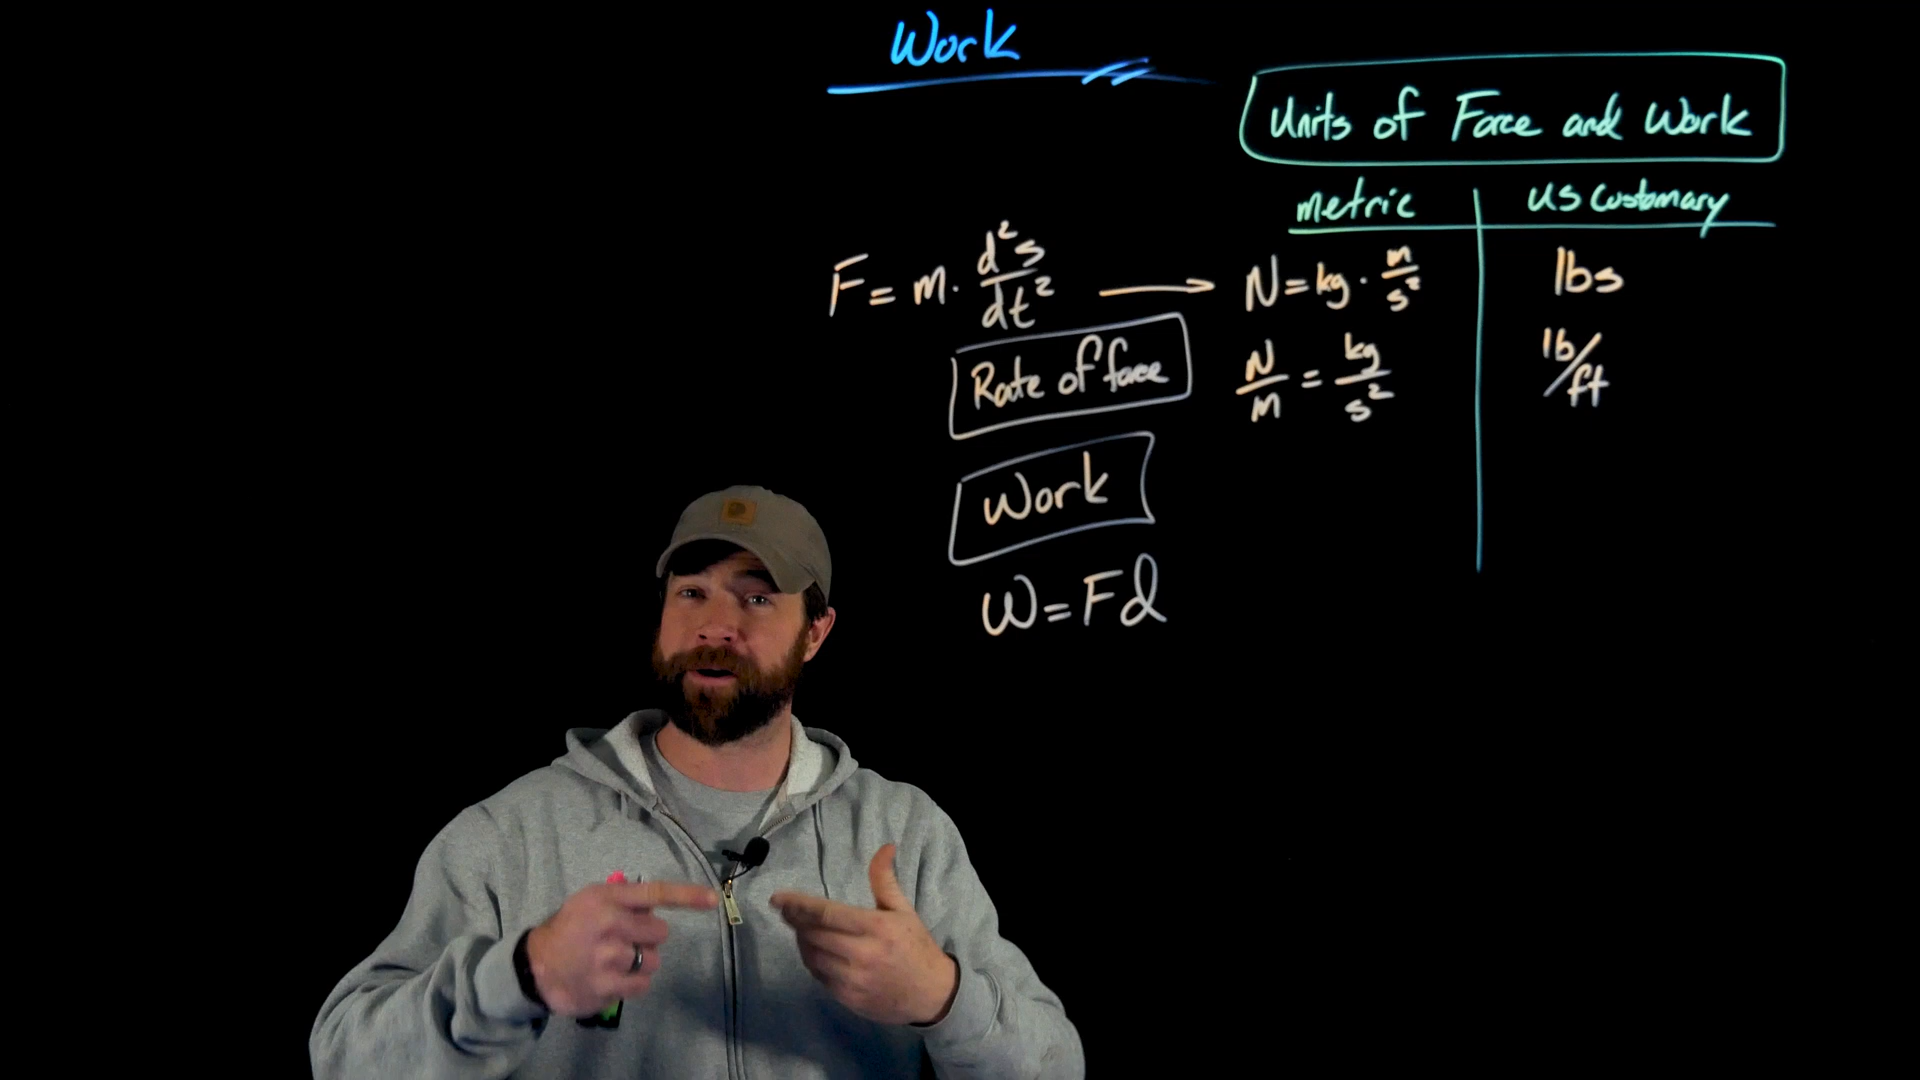 Work
Units of Force and Work
metric US Customary
F = m · d²s/dt² → N = kg · m/s² lbs
Rate of force N/m = kg/s² lb/ft
Work
W = Fd